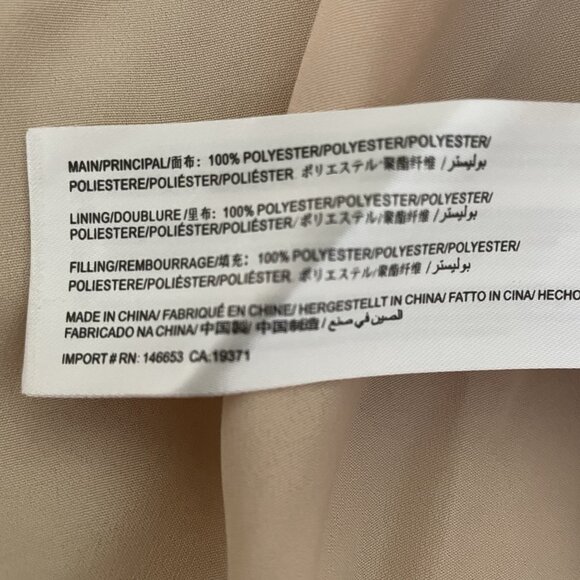 MAIN/PRINCIPAL/面布: 100% POLYESTER/POLYESTER/POLYESTER/
POLIESTERE/POLIÉSTER/POLIÉSTER ポリエステル/聚酯纤维 / بوليستر
LINING/DOUBLURE/里布: 100% POLYESTER/POLYESTER/POLYESTER/
POLIESTERE/POLIÉSTER/POLIÉSTER ポリエステル/聚酯纤维 / بوليستر
FILLING/REMBOURRAGE/填充: 100% POLYESTER/POLYESTER/POLYESTER/
POLIESTERE/POLIÉSTER/POLIÉSTER ポリエステル/聚酯纤维 / بوليستر
MADE IN CHINA/ FABRIQUÉ EN CHINE/ HERGESTELLT IN CHINA/ FATTO IN CINA/ HECHO
FABRICADO NA CHINA/ 中国製/ 中国制造/ الصين في صنع
IMPORT # RN: 146653 CA:19371